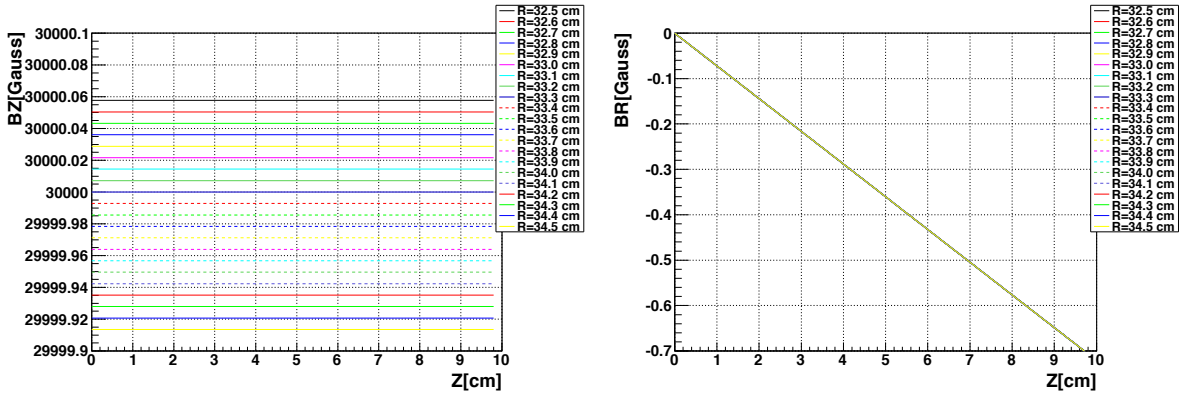 BZ[Gauss]
30000.1
30000.08
30000.06
30000.04
30000.02
30000
29999.98
29999.96
29999.94
29999.92
29999.9
0 1 2 3 4 5 6 7 8 9 10
Z[cm]
R=32.5 cm
R=32.6 cm
R=32.7 cm
R=32.8 cm
R=32.9 cm
R=33.0 cm
R=33.1 cm
R=33.2 cm
R=33.3 cm
R=33.4 cm
R=33.5 cm
R=33.6 cm
R=33.7 cm
R=33.8 cm
R=33.9 cm
R=34.0 cm
R=34.1 cm
R=34.2 cm
R=34.3 cm
R=34.4 cm
R=34.5 cm
BR[Gauss]
0
-0.1
-0.2
-0.3
-0.4
-0.5
-0.6
-0.7
0 1 2 3 4 5 6 7 8 9 10
Z[cm]
R=32.5 cm
R=32.6 cm
R=32.7 cm
R=32.8 cm
R=32.9 cm
R=33.0 cm
R=33.1 cm
R=33.2 cm
R=33.3 cm
R=33.4 cm
R=33.5 cm
R=33.6 cm
R=33.7 cm
R=33.8 cm
R=33.9 cm
R=34.0 cm
R=34.1 cm
R=34.2 cm
R=34.3 cm
R=34.4 cm
R=34.5 cm